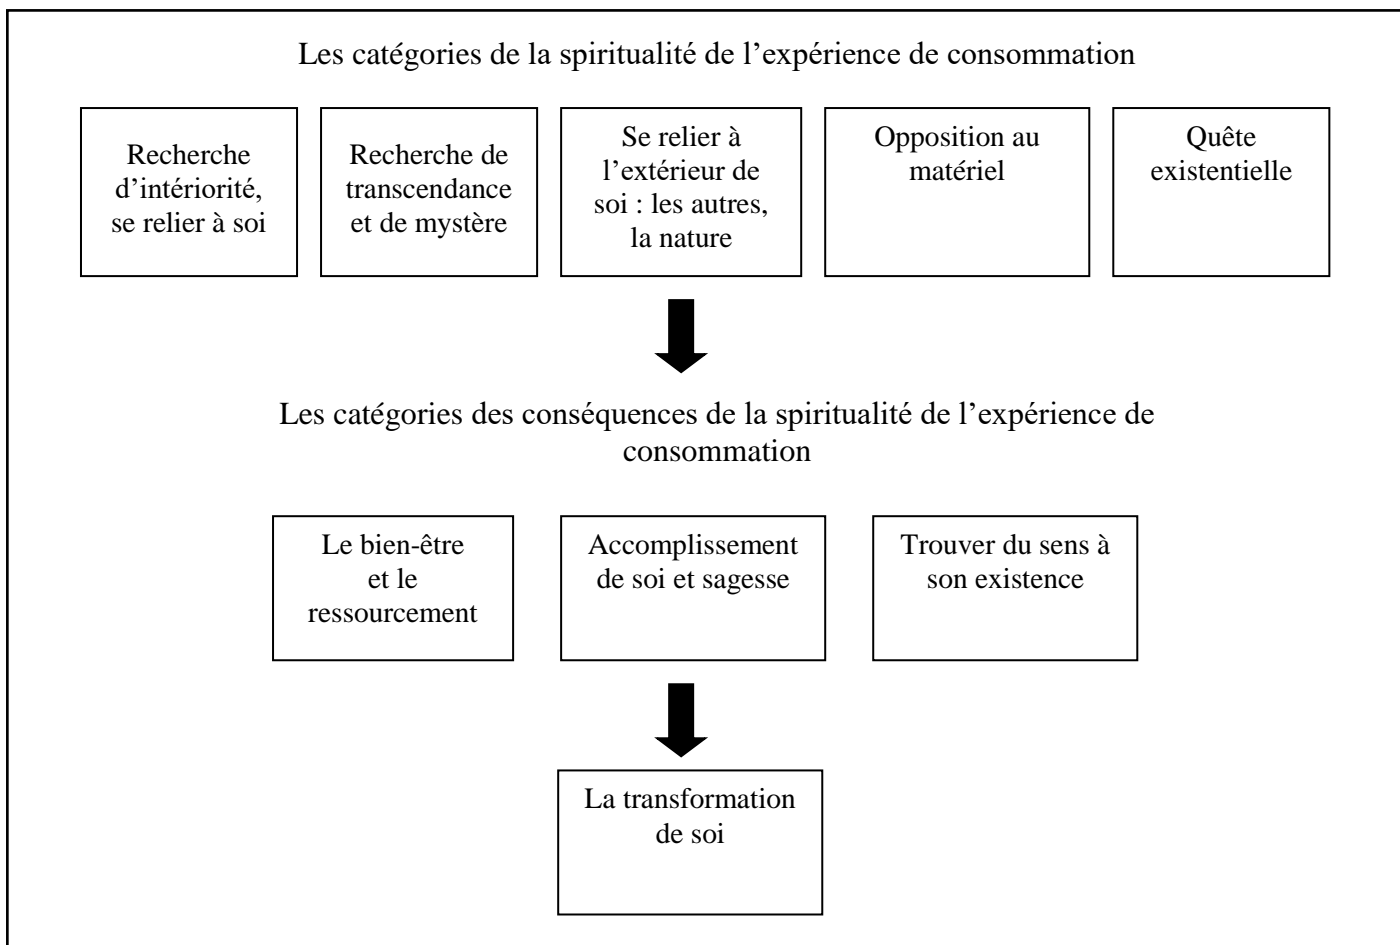 Les catégories de la spiritualité de l’expérience de consommation
Recherche
d’intériorité,
se relier à soi
Recherche de
transcendance
et de mystère
Se relier à
l’extérieur de
soi : les autres,
la nature
Opposition au
matériel
Quête
existentielle
Les catégories des conséquences de la spiritualité de l’expérience de
consommation
Le bien-être
et le
ressourcement
Accomplissement
de soi et sagesse
Trouver du sens à
son existence
La transformation
de soi